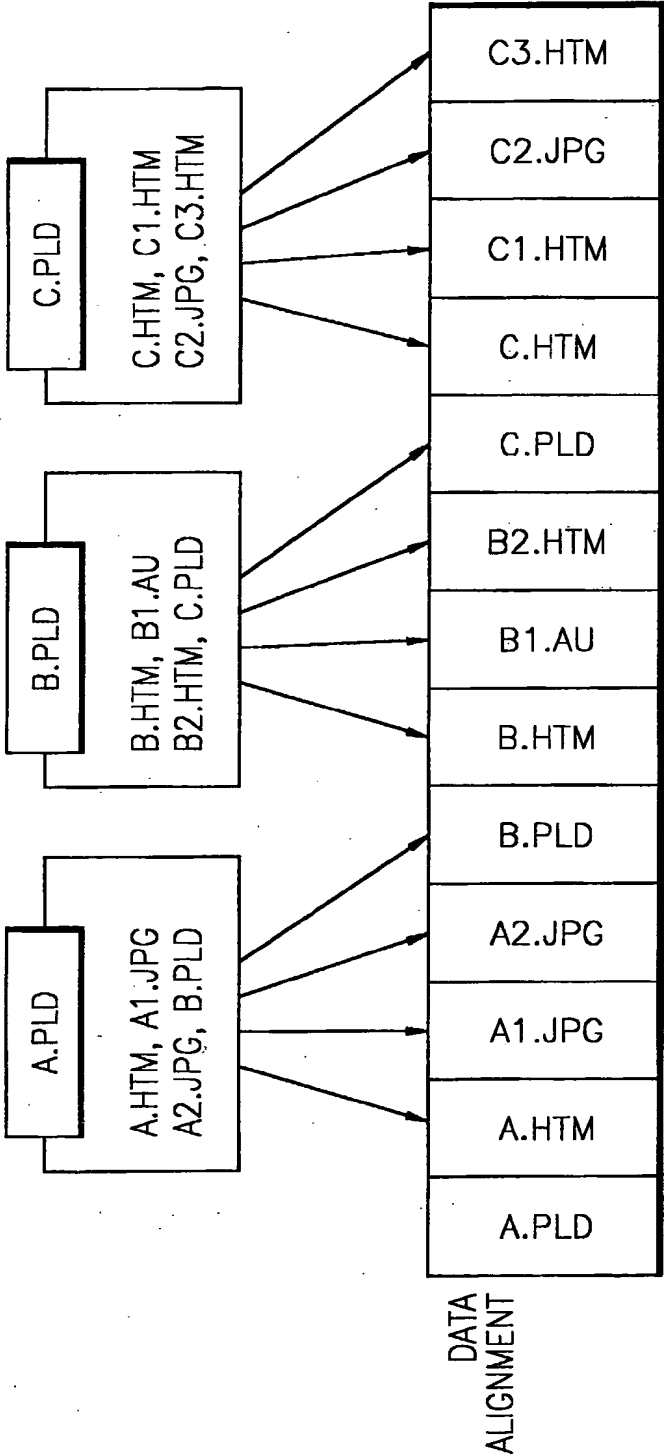 A.PLD
A.HTM, A1.JPG
A2.JPG, B.PLD
B.PLD
B.HTM, B1.AU
B2.HTM, C.PLD
C.PLD
C.HTM, C1.HTM
C2.JPG, C3.HTM
DATA
ALIGNMENT
A.PLD
A.HTM
A1.JPG
A2.JPG
B.PLD
B.HTM
B1.AU
B2.HTM
C.PLD
C.HTM
C1.HTM
C2.JPG
C3.HTM